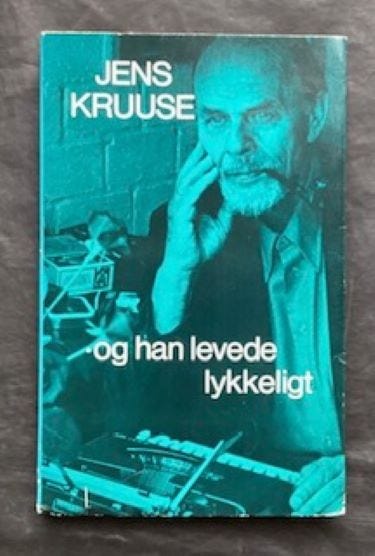 JENS
KRUUSE
og han levede
lykkeligt